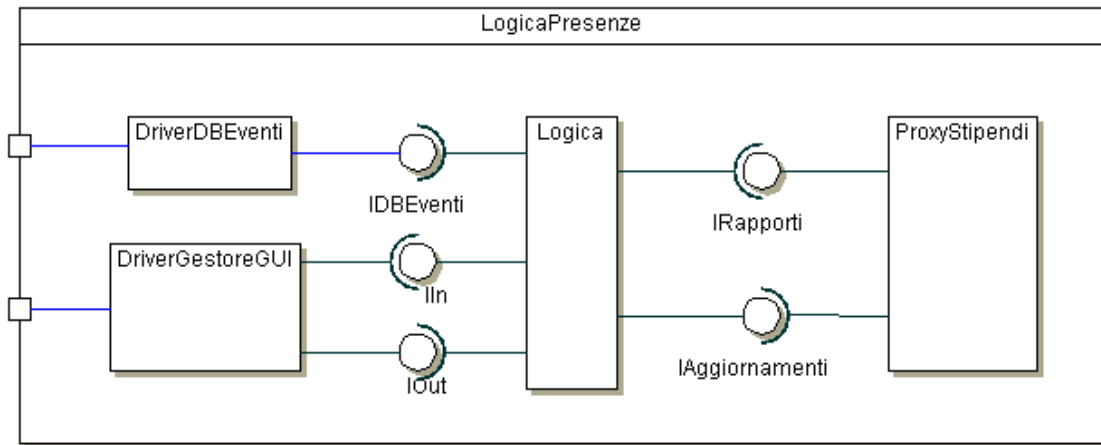 LogicaPresenze
DriverDBEventi
Logica
ProxyStipendi
IDBEventi
IRapporti
DriverGestoreGUI
IIn
IOut
IAggiornamenti